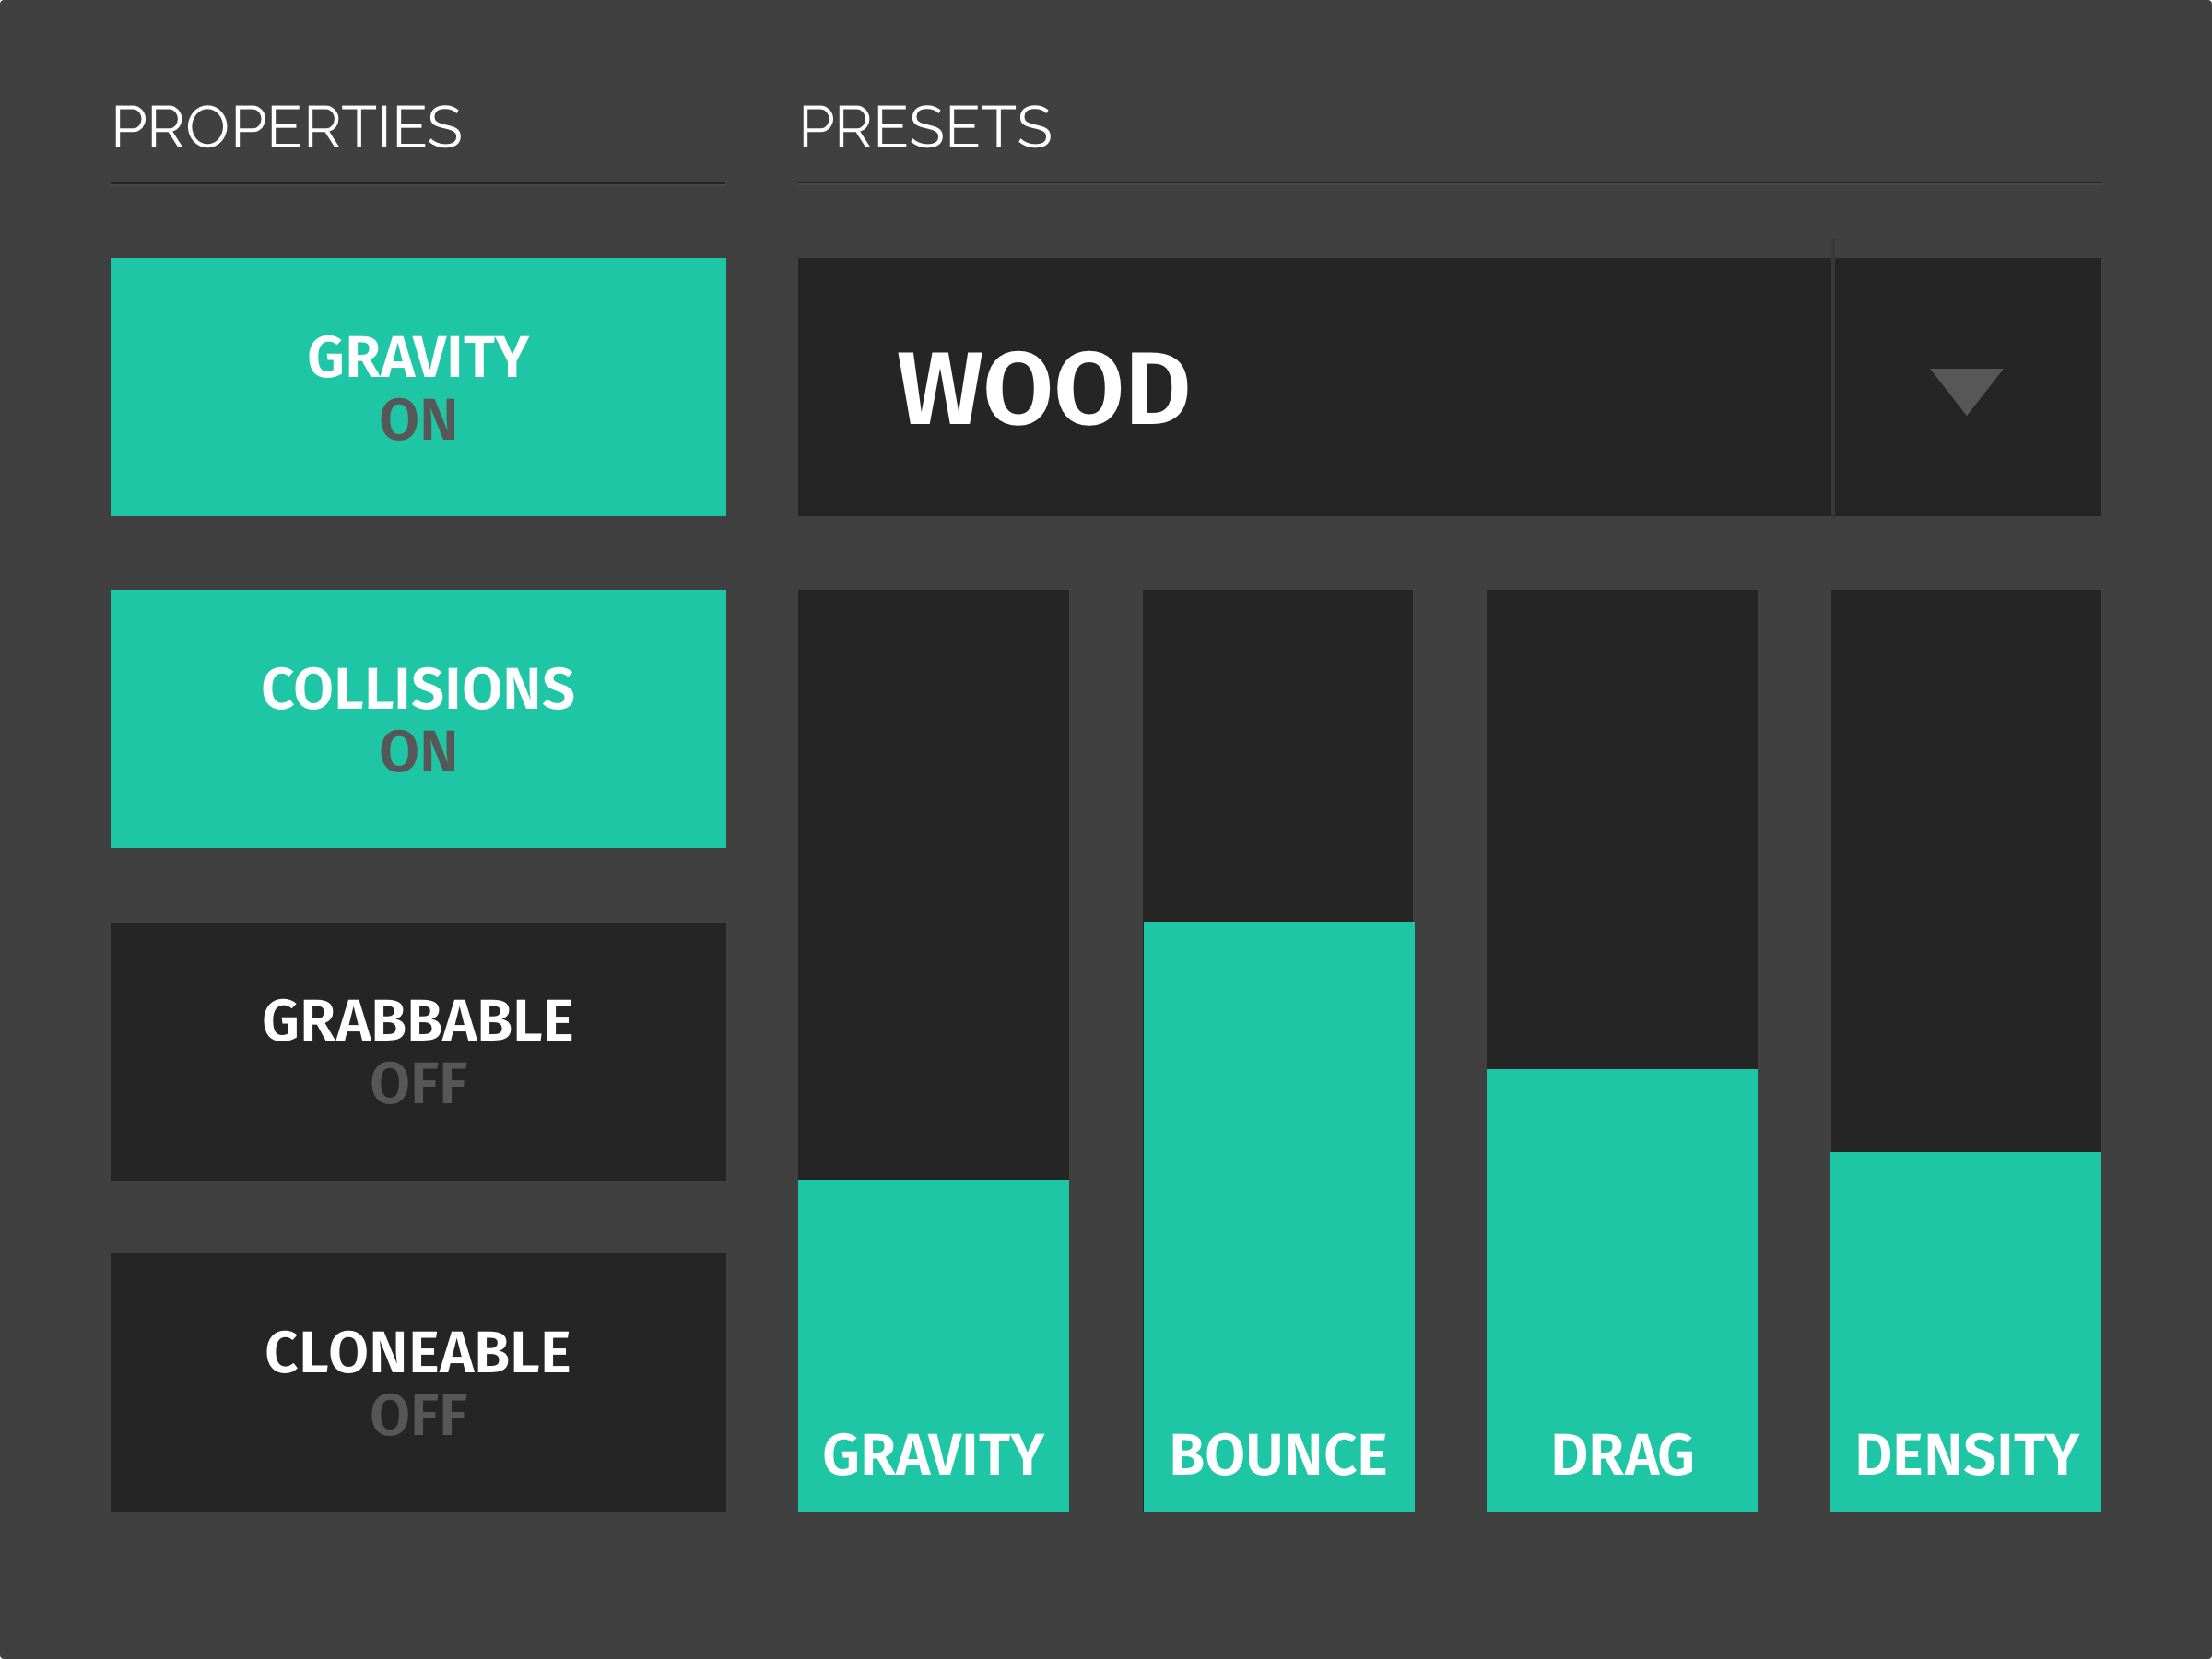 PROPERTIES
PRESETS
GRAVITY
ON
WOOD
COLLISIONS
ON
GRABBABLE
OFF
CLONEABLE
OFF
GRAVITY
BOUNCE
DRAG
DENSITY